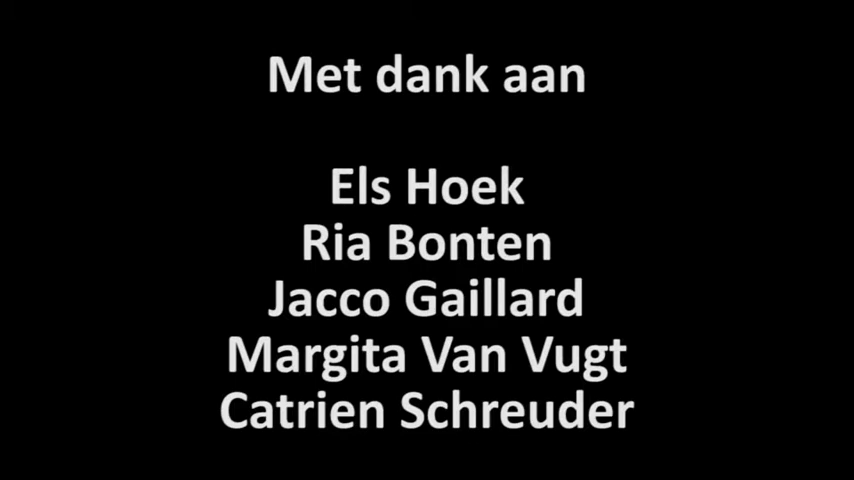 Met dank aan
Els Hoek
Ria Bonten
Jacco Gaillard
Margita Van Vugt
Catrien Schreuder